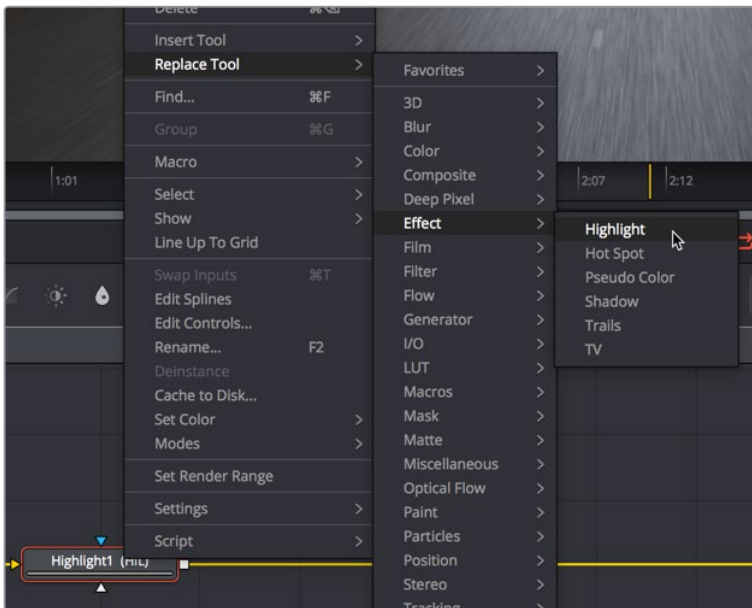 Delete
Insert Tool
Replace Tool
Find... ⌘F
Group ⌘G
Macro
Select
Show
Line Up To Grid
Swap Inputs ⌘T
Edit Splines
Edit Controls...
Rename... F2
Deinstance
Cache to Disk...
Set Color
Modes
Set Render Range
Settings
Script
Favorites
3D
Blur
Color
Composite
Deep Pixel
Effect
Film
Filter
Flow
Generator
I/O
LUT
Macros
Mask
Matte
Miscellaneous
Optical Flow
Paint
Particles
Position
Stereo
Tracking
Highlight
Hot Spot
Pseudo Color
Shadow
Trails
TV
1:01
2:07
2:12
Highlight1 (HIL)